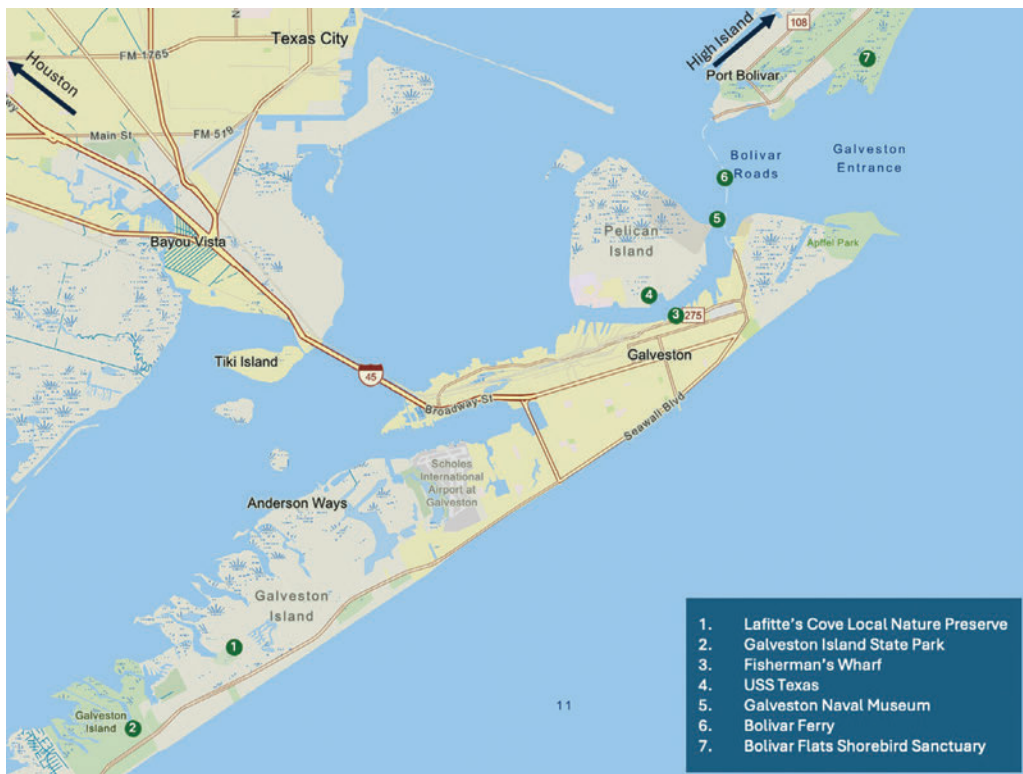 Texas City
N
108
High Island
FM 1765
Houston
Port Bolivar
7
wy
Main St
FM 519
Bolivar
Roads
Galveston
Entrance
6
5
Pelican
Island
Bayou Vista
Apffel Park
4
3
275
Tiki Island
Galveston
45
Broadway St
Seawall Blvd
Scholes
International
Airport at
Galveston
Anderson Ways
Galveston
Island
1
Galveston
Island
2
11
1. Lafitte's Cove Local Nature Preserve
2. Galveston Island State Park
3. Fisherman's Wharf
4. USS Texas
5. Galveston Naval Museum
6. Bolivar Ferry
7. Bolivar Flats Shorebird Sanctuary